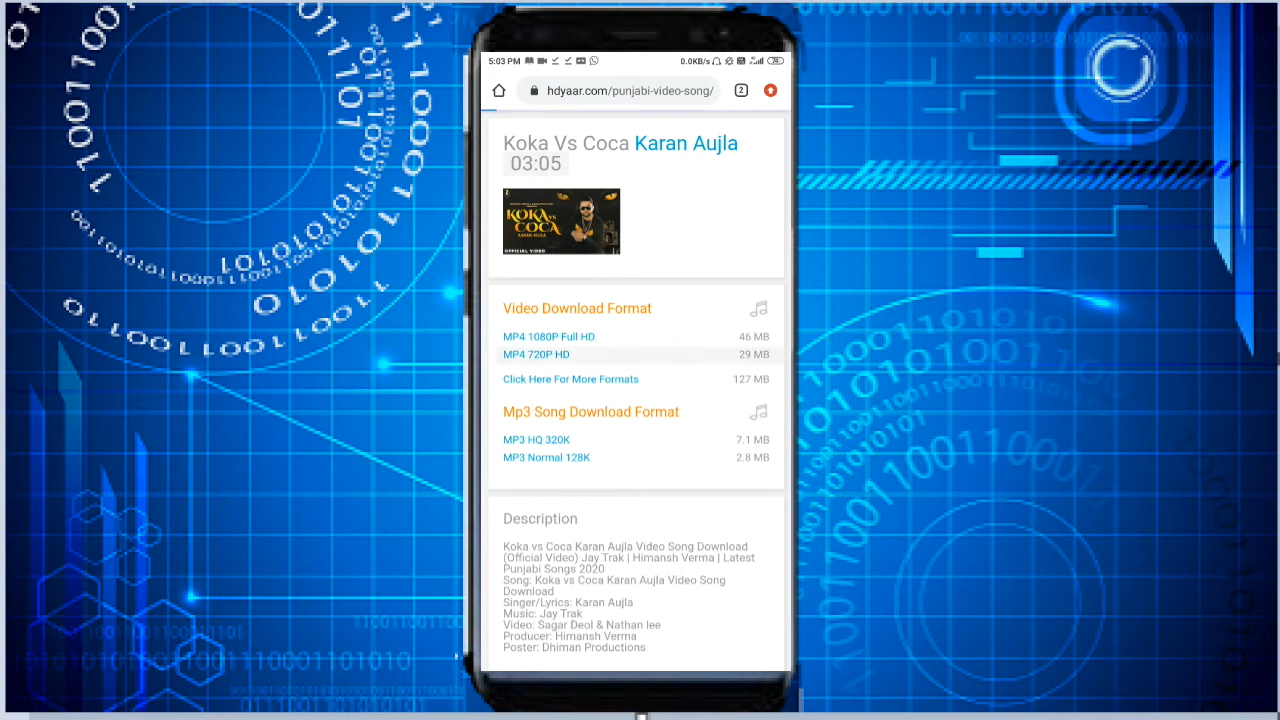 5:03 PM
0.0KB/s
hdyaar.com/punjabi-video-song/
2
Koka Vs Coca Karan Aujla
03:05
KOKA VS
COCA
KARAN AUJLA
OFFICIAL VIDEO
Video Download Format
MP4 1080P Full HD 46 MB
MP4 720P HD 29 MB
Click Here For More Formats 127 MB
Mp3 Song Download Format
MP3 HQ 320K 7.1 MB
MP3 Normal 128K 2.8 MB
Description
Koka vs Coca Karan Aujla Video Song Download
(Official Video) Jay Trak | Himansh Verma | Latest
Punjabi Songs 2020
Song: Koka vs Coca Karan Aujla Video Song
Download
Singer/Lyrics: Karan Aujla
Music: Jay Trak
Video: Sagar Deol & Nathan lee
Producer: Himansh Verma
Poster: Dhiman Productions